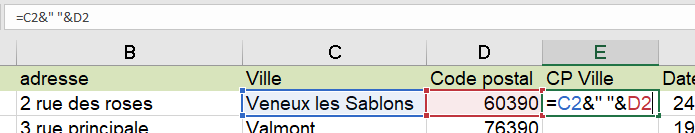 =C2&" "&D2
B C D E
adresse Ville Code postal CP Ville Date
2 rue des roses Veneux les Sablons 60390 =C2&" "&D2 24
3 rue principale Valmont 76390 19